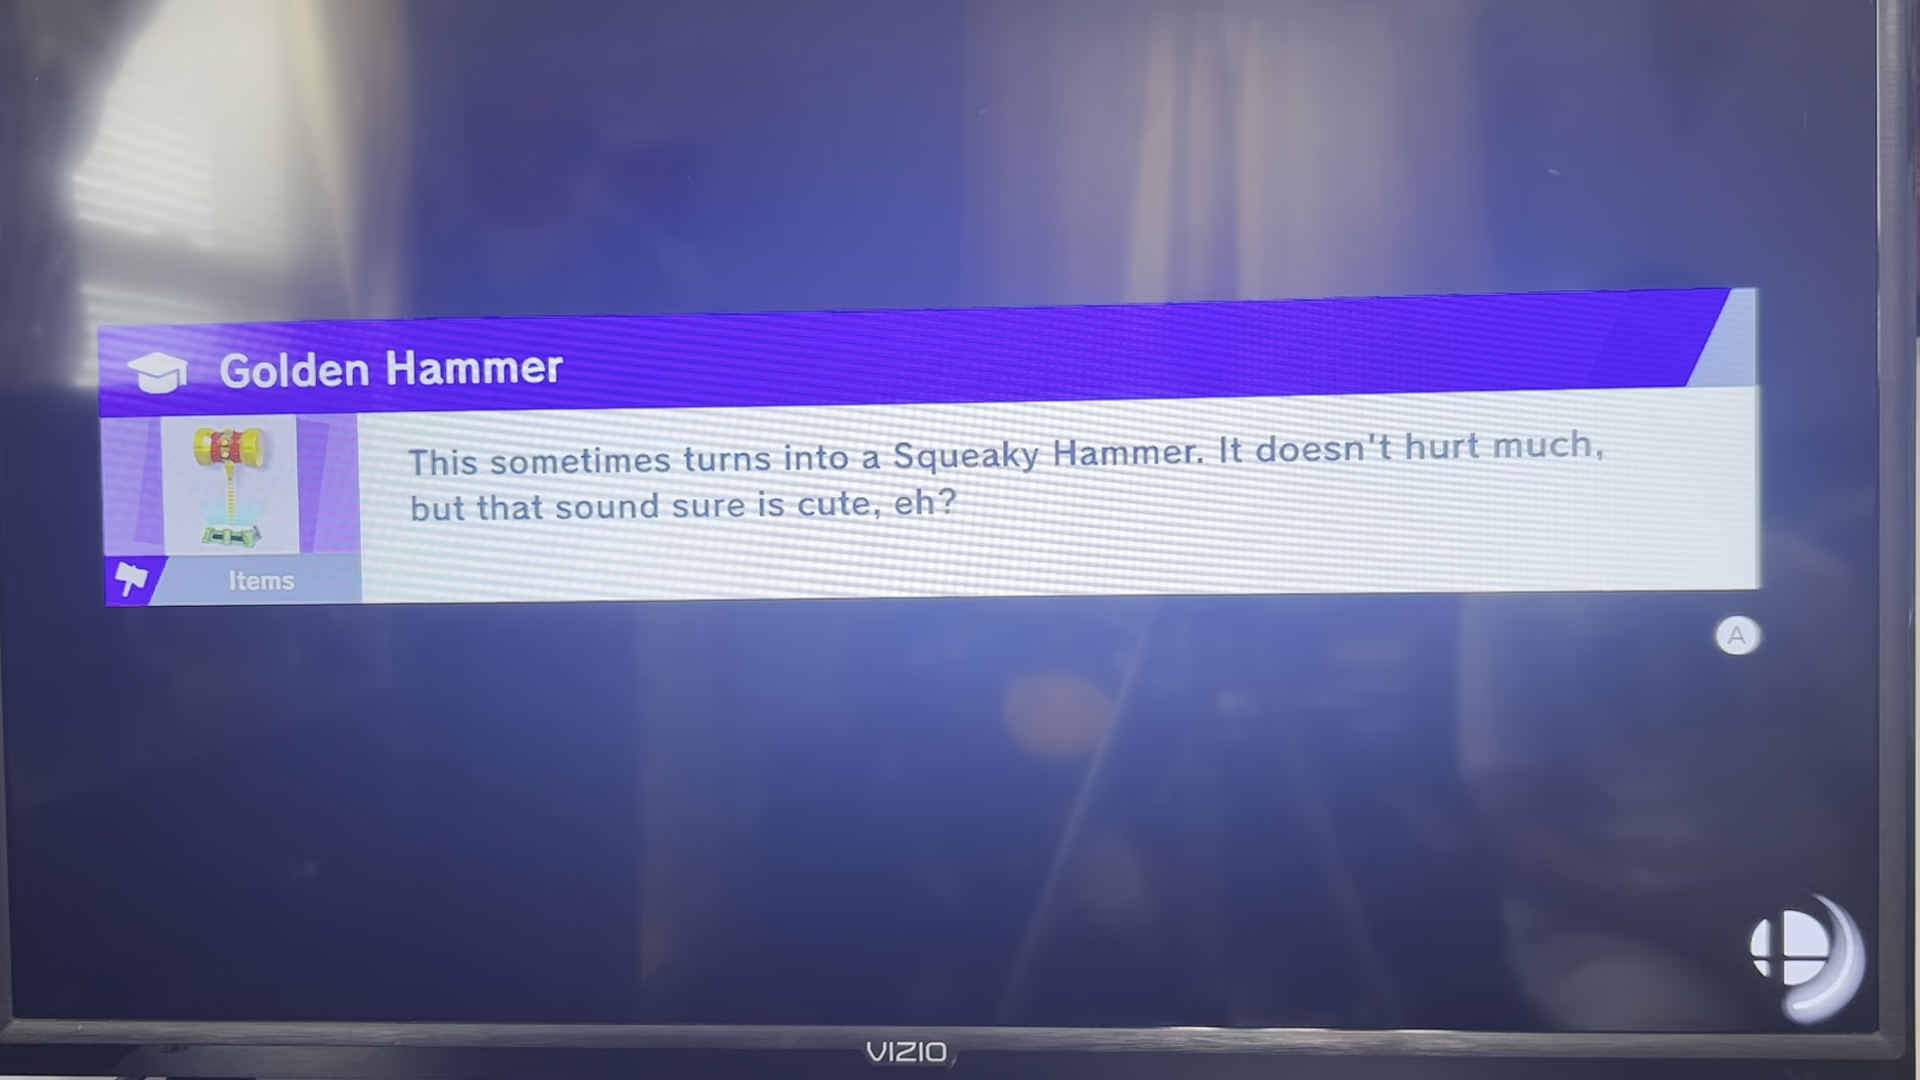 Golden Hammer
This sometimes turns into a Squeaky Hammer. It doesn't hurt much,
but that sound sure is cute, eh?
Items
A
VIZIO